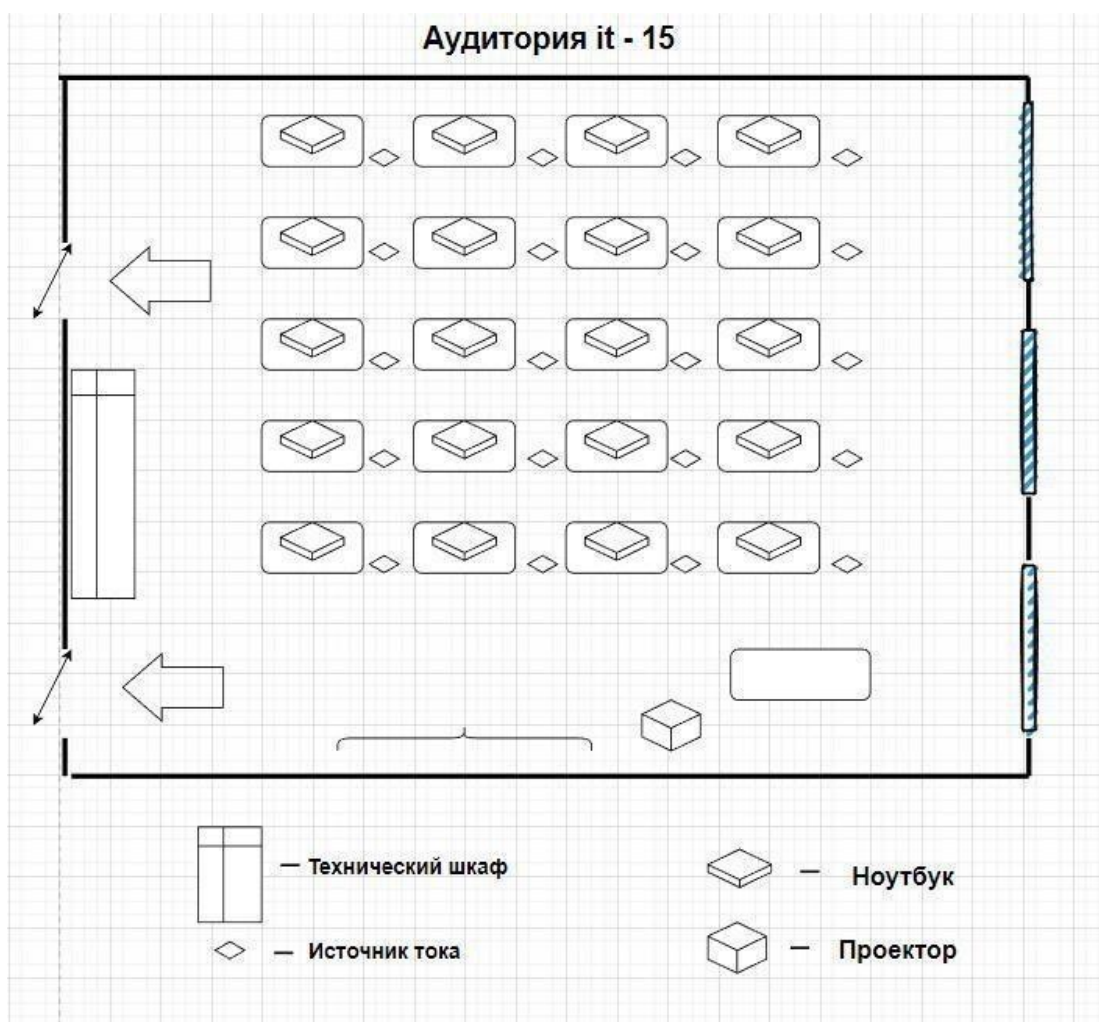 Аудитория it - 15
— Технический шкаф
— Ноутбук
— Источник тока
— Проектор